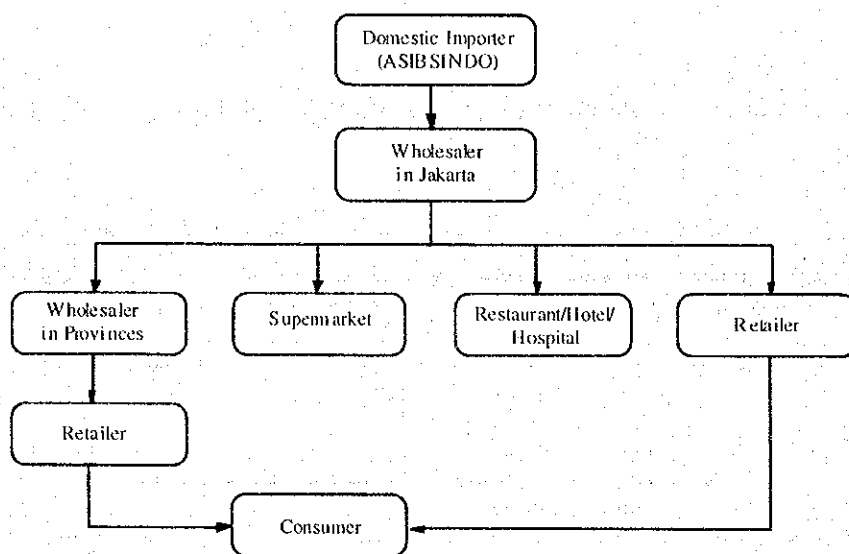 Domestic Importer
(ASIBSINDO)
Wholesaler
in Jakarta
Wholesaler
in Provinces
Supermarket
Restaurant/Hotel/
Hospital
Retailer
Retailer
Consumer